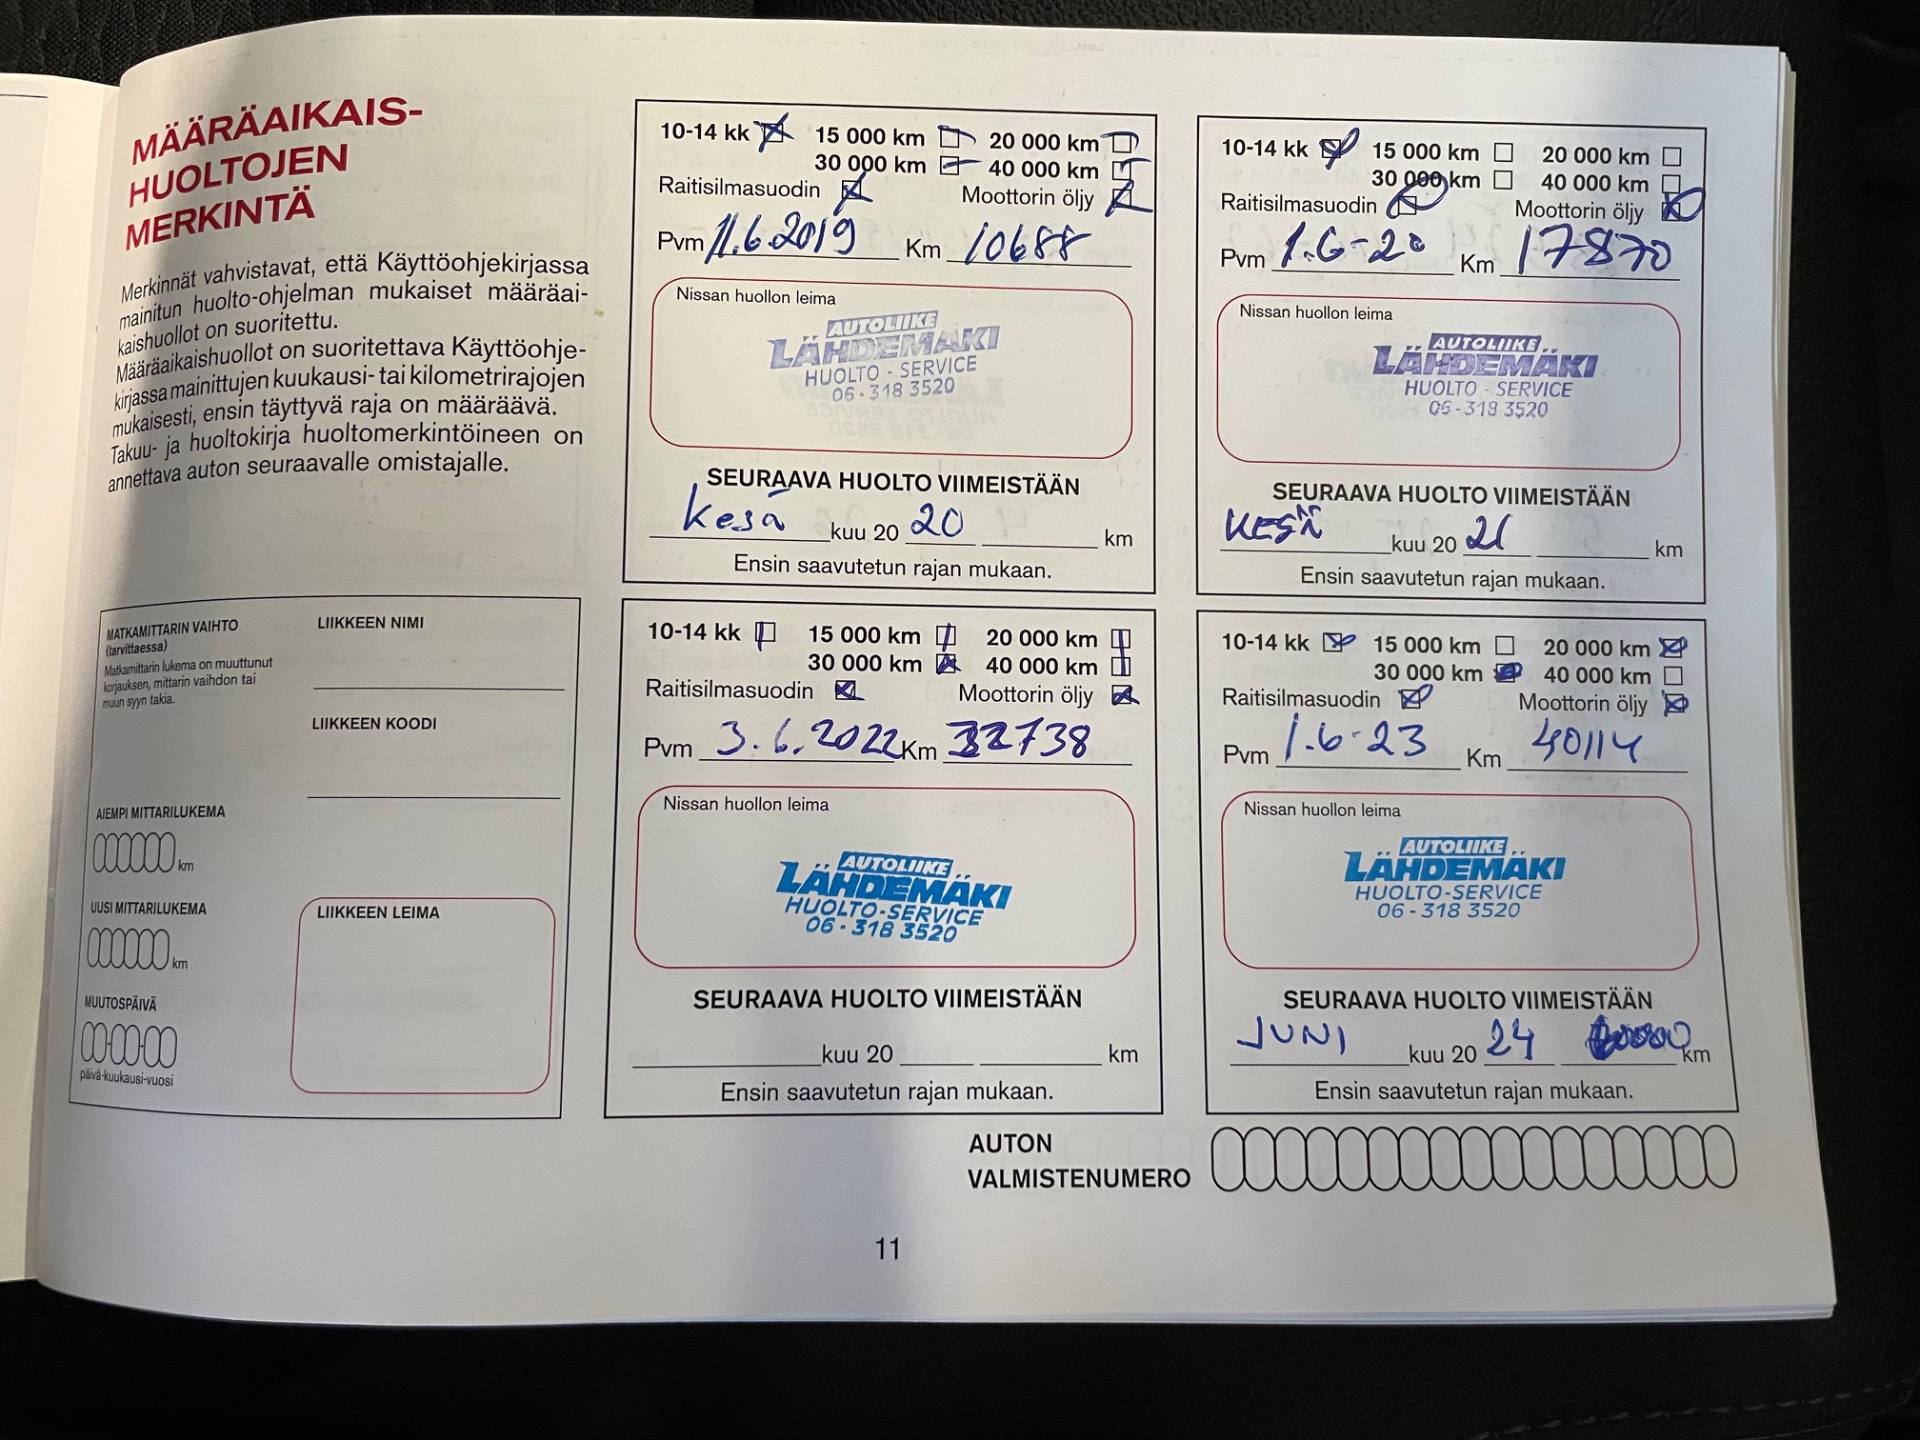 MÄÄRÄAIKAIS-
HUOLTOJEN
MERKINTÄ
Merkinnät vahvistavat, että Käyttöohjekirjassa
mainitun huolto-ohjelman mukaiset määräai-
kaishuollot on suoritettu.
Määräaikaishuollot on suoritettava Käyttöohje-
kirjassa mainittujen kuukausi- tai kilometrirajojen
mukaisesti, ensin täyttyvä raja on määräävä.
Takuu- ja huoltokirja huoltomerkintöineen on
annettava auton seuraavalle omistajalle.
MATKAMITTARIN VAIHTO
(tarvittaessa)
Matkamittarin lukema on muuttunut
korjauksen, mittarin vaihdon tai
muun syyn takia.
LIIKKEEN NIMI
LIIKKEEN KOODI
AIEMPI MITTARILUKEMA
km
UUSI MITTARILUKEMA
km
MUUTOSPÄIVÄ
päivä-kuukausi-vuosi
LIIKKEEN LEIMA
10-14 kk 15 000 km 20 000 km
30 000 km 40 000 km
Raitisilmasuodin Moottorin öljy
Pvm 11.6.2019 Km 10688
Nissan huollon leima
AUTOLIIKE
LÄHDEMÄKI
HUOLTO - SERVICE
06 - 318 3520
SEURAAVA HUOLTO VIIMEISTÄÄN
Kesä kuu 20 20 km
Ensin saavutetun rajan mukaan.
10-14 kk 15 000 km 20 000 km
30 000 km 40 000 km
Raitisilmasuodin Moottorin öljy
Pvm 1.6-20 Km 17870
Nissan huollon leima
AUTOLIIKE
LÄHDEMÄKI
HUOLTO - SERVICE
06 - 318 3520
SEURAAVA HUOLTO VIIMEISTÄÄN
KESÄ kuu 20 21 km
Ensin saavutetun rajan mukaan.
10-14 kk 15 000 km 20 000 km
30 000 km 40 000 km
Raitisilmasuodin Moottorin öljy
Pvm 3.6.2022 Km 32738
Nissan huollon leima
AUTOLIIKE
LÄHDEMÄKI
HUOLTO-SERVICE
06 - 318 3520
SEURAAVA HUOLTO VIIMEISTÄÄN
kuu 20 km
Ensin saavutetun rajan mukaan.
10-14 kk 15 000 km 20 000 km
30 000 km 40 000 km
Raitisilmasuodin Moottorin öljy
Pvm 1.6-23 Km 40114
Nissan huollon leima
AUTOLIIKE
LÄHDEMÄKI
HUOLTO-SERVICE
06 - 318 3520
SEURAAVA HUOLTO VIIMEISTÄÄN
JUNI kuu 20 24 km
Ensin saavutetun rajan mukaan.
AUTON
VALMISTENUMERO
11